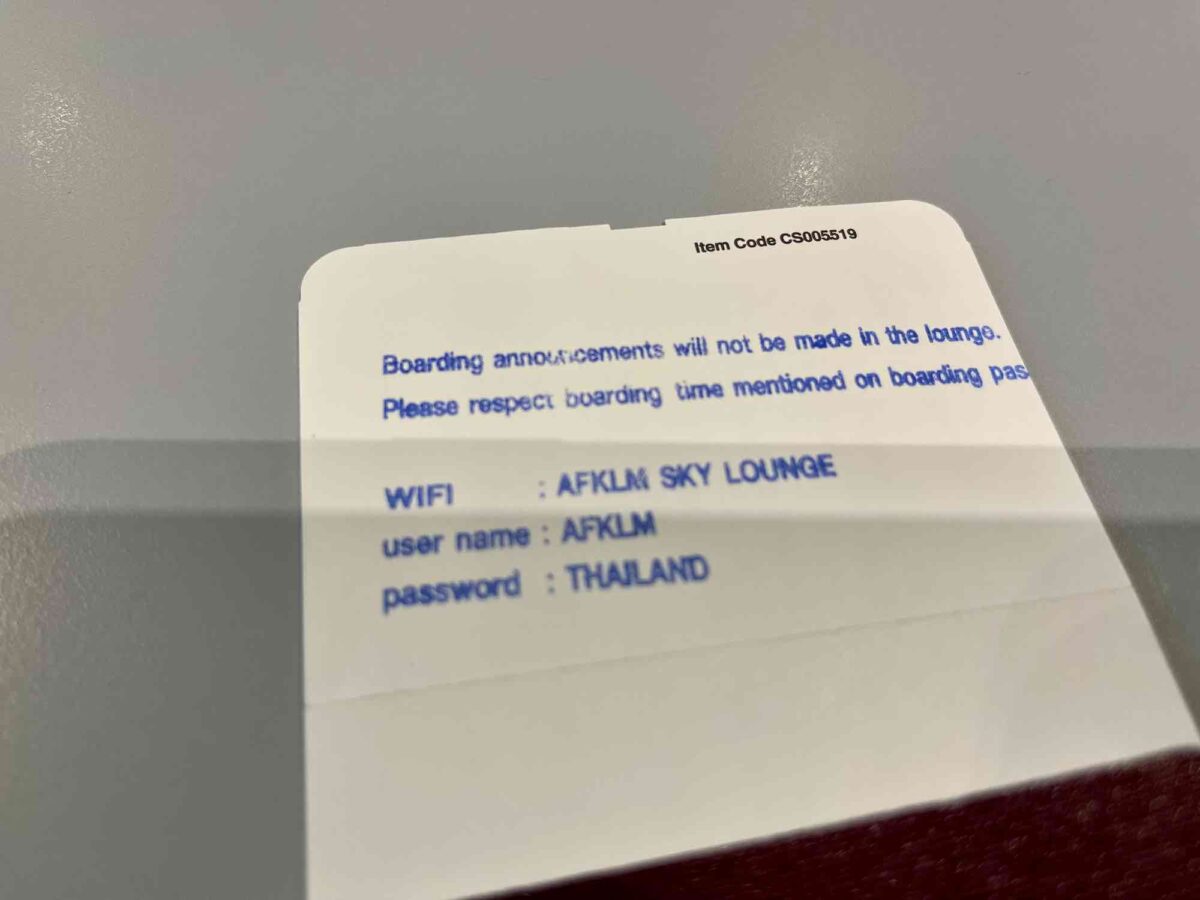 Item Code CS005519
Boarding announcements will not be made in the lounge.
Please respect boarding time mentioned on boarding pas
WIFI : AFKLM SKY LOUNGE
user name : AFKLM
password : THAILAND